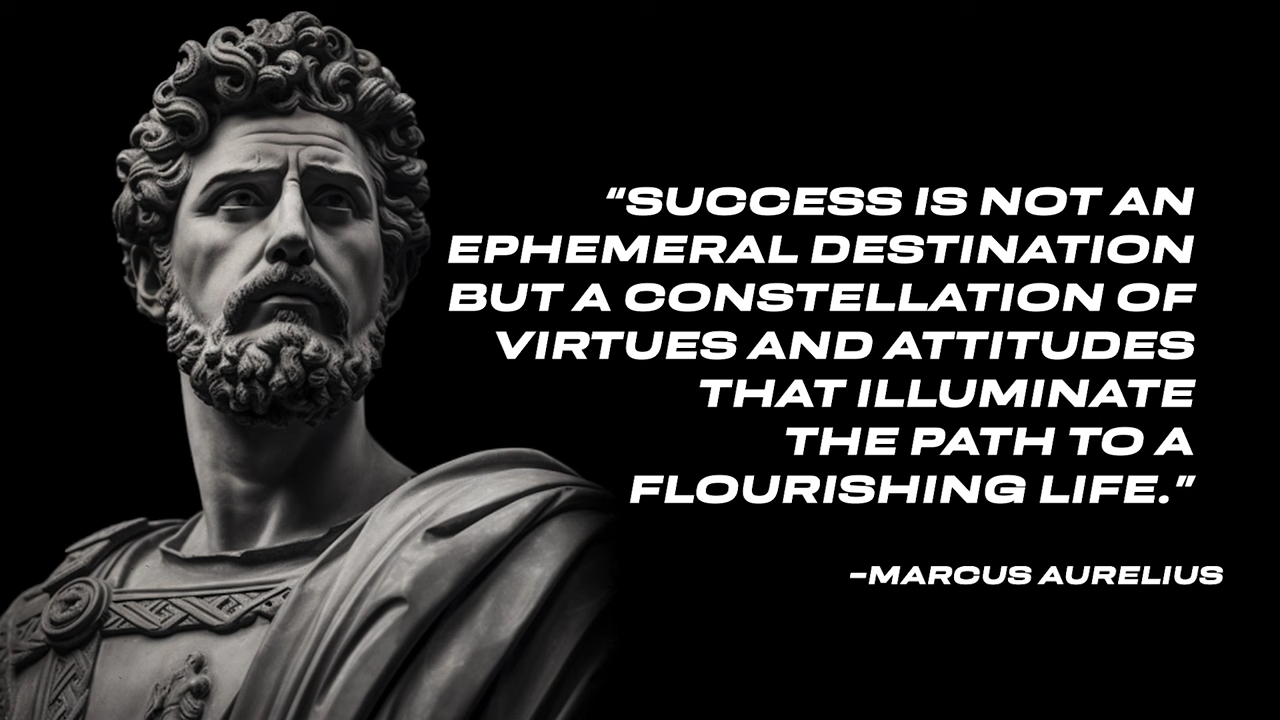 “SUCCESS IS NOT AN
EPHEMERAL DESTINATION
BUT A CONSTELLATION OF
VIRTUES AND ATTITUDES
THAT ILLUMINATE
THE PATH TO A
FLOURISHING LIFE.”
-MARCUS AURELIUS